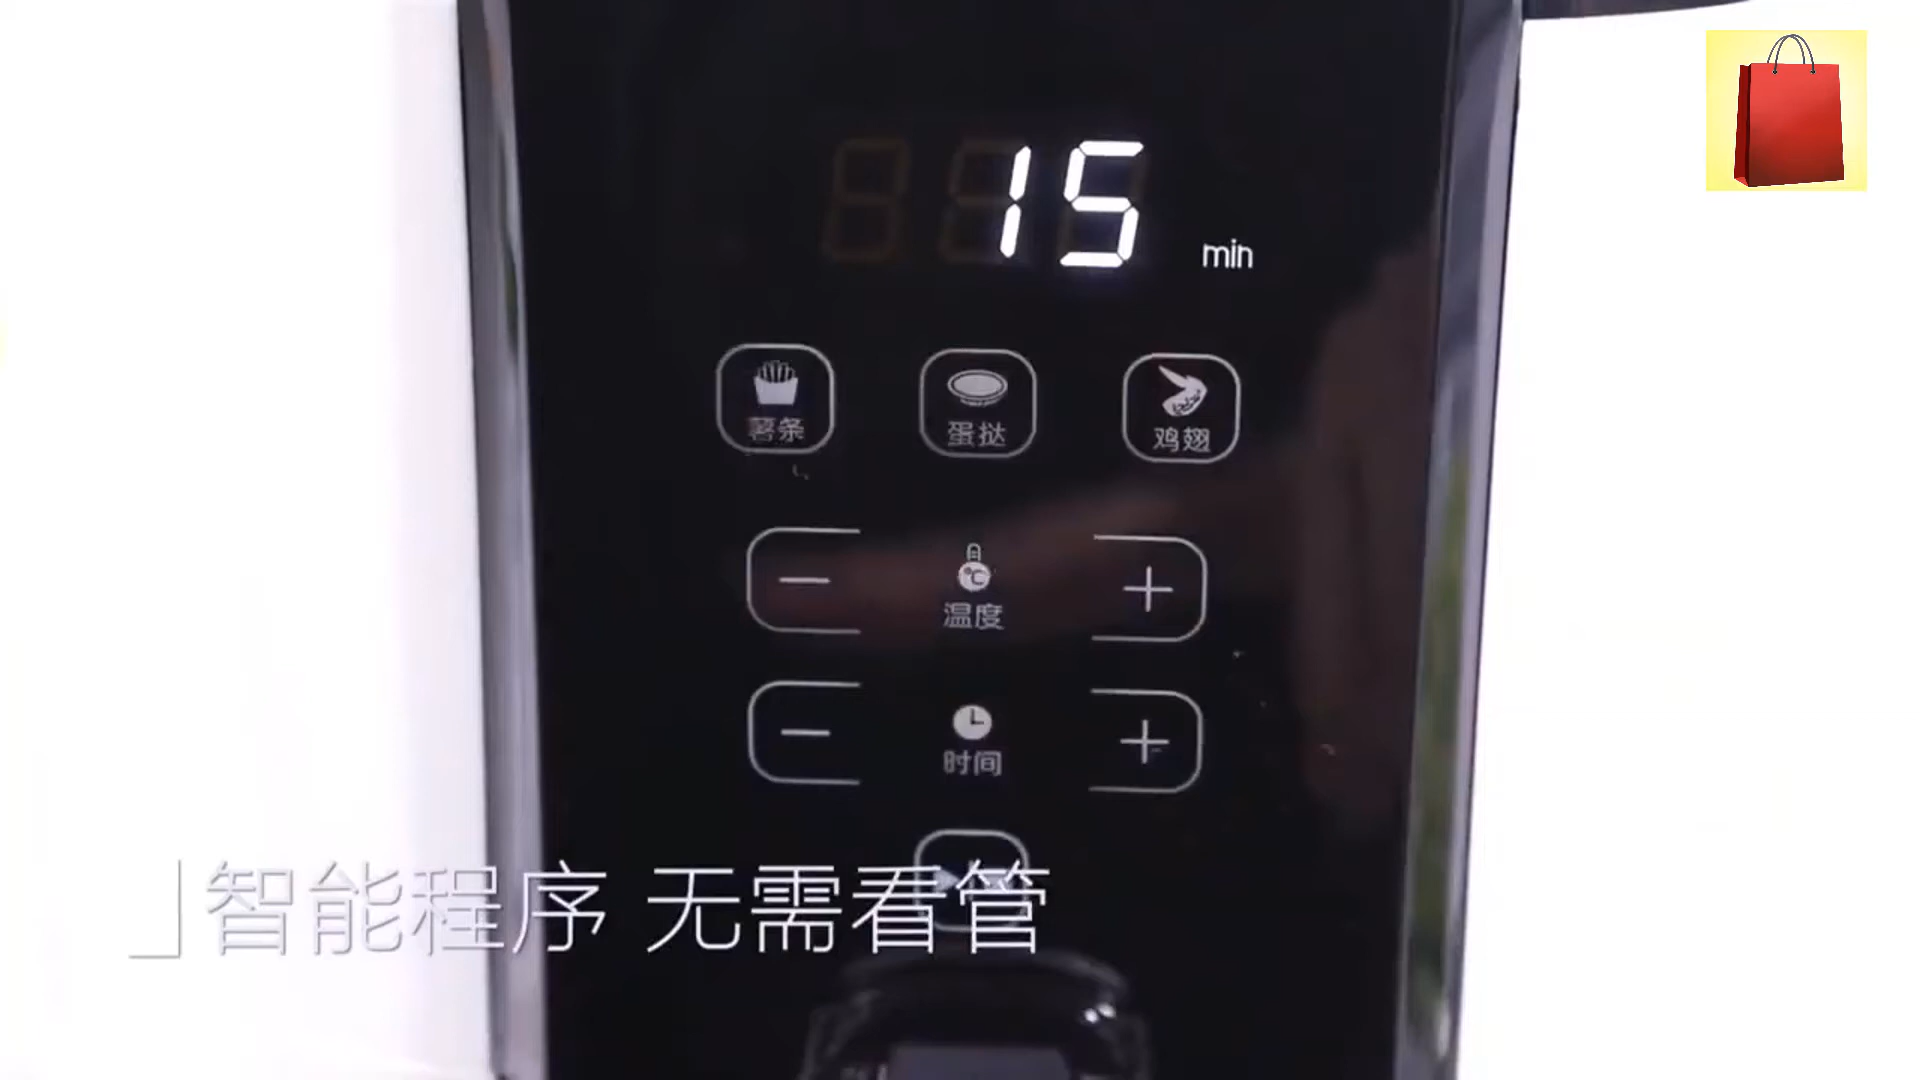 15
min
薯条
蛋挞
鸡翅
− °C +
温度
− +
时间
智能程序 无需看管